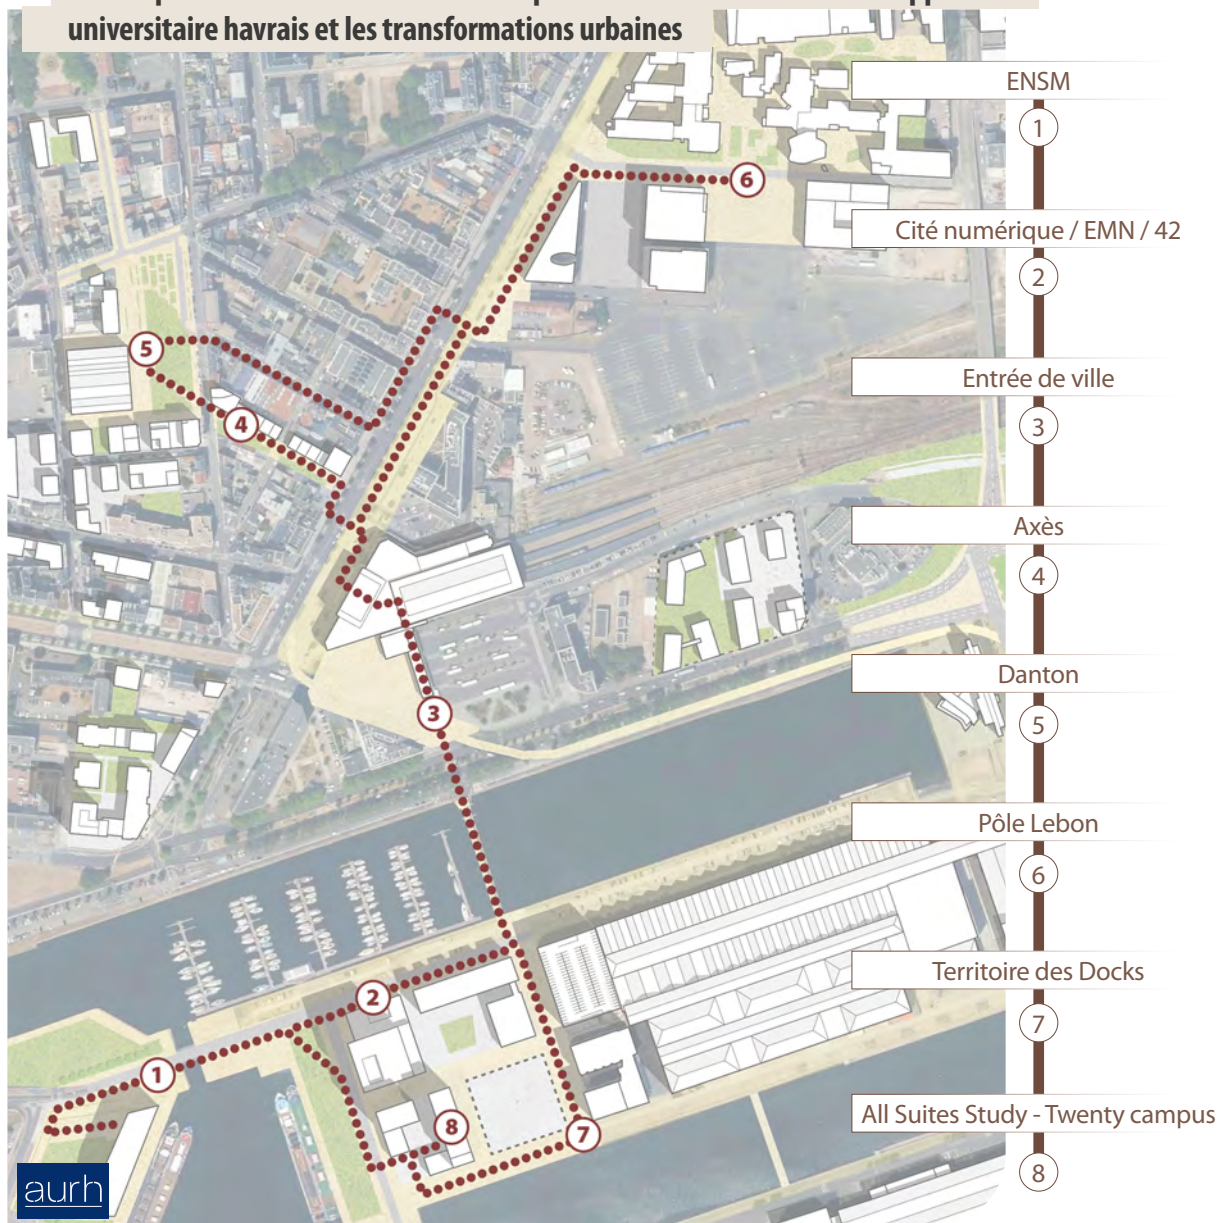 universitaire havrais et les transformations urbaines
ENSM
1
Cité numérique / EMN / 42
2
Entrée de ville
3
Axès
4
Danton
5
Pôle Lebon
6
Territoire des Docks
7
All Suites Study - Twenty campus
8
6
5
4
3
2
1
8
7
aurh